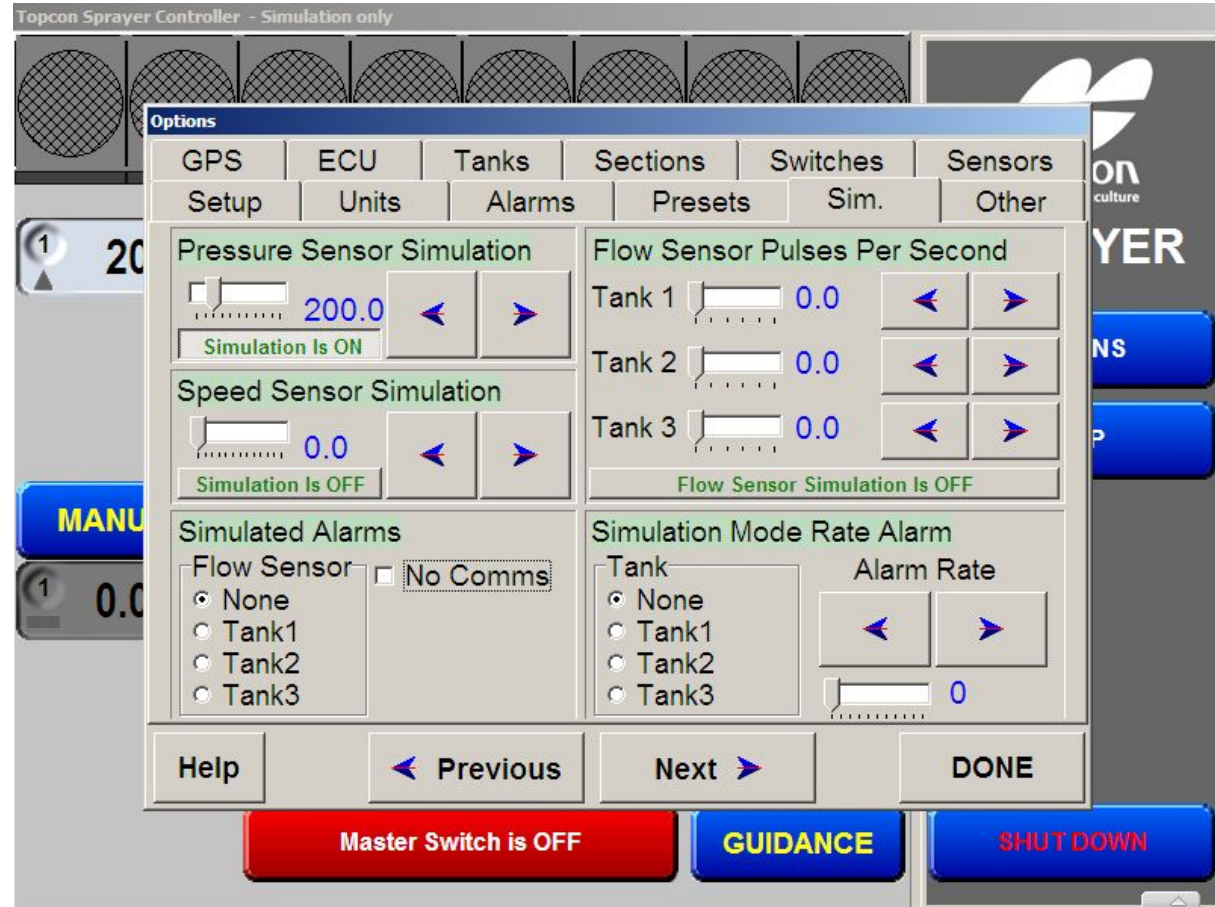 Topcon Sprayer Controller - Simulation only
Options
GPS ECU Tanks Sections Switches Sensors
Setup Units Alarms Presets Sim. Other
on
culture
YER
1 20
Pressure Sensor Simulation
200.0
Simulation Is ON
Speed Sensor Simulation
0.0
Simulation Is OFF
Flow Sensor Pulses Per Second
Tank 1 0.0
Tank 2 0.0
Tank 3 0.0
Flow Sensor Simulation Is OFF
NS
P
MANU
1 0.0
Simulated Alarms
Flow Sensor
None
Tank1
Tank2
Tank3
No Comms
Simulation Mode Rate Alarm
Tank
None
Tank1
Tank2
Tank3
Alarm Rate
0
Help
Previous
Next
DONE
Master Switch is OFF
GUIDANCE
SHUT DOWN